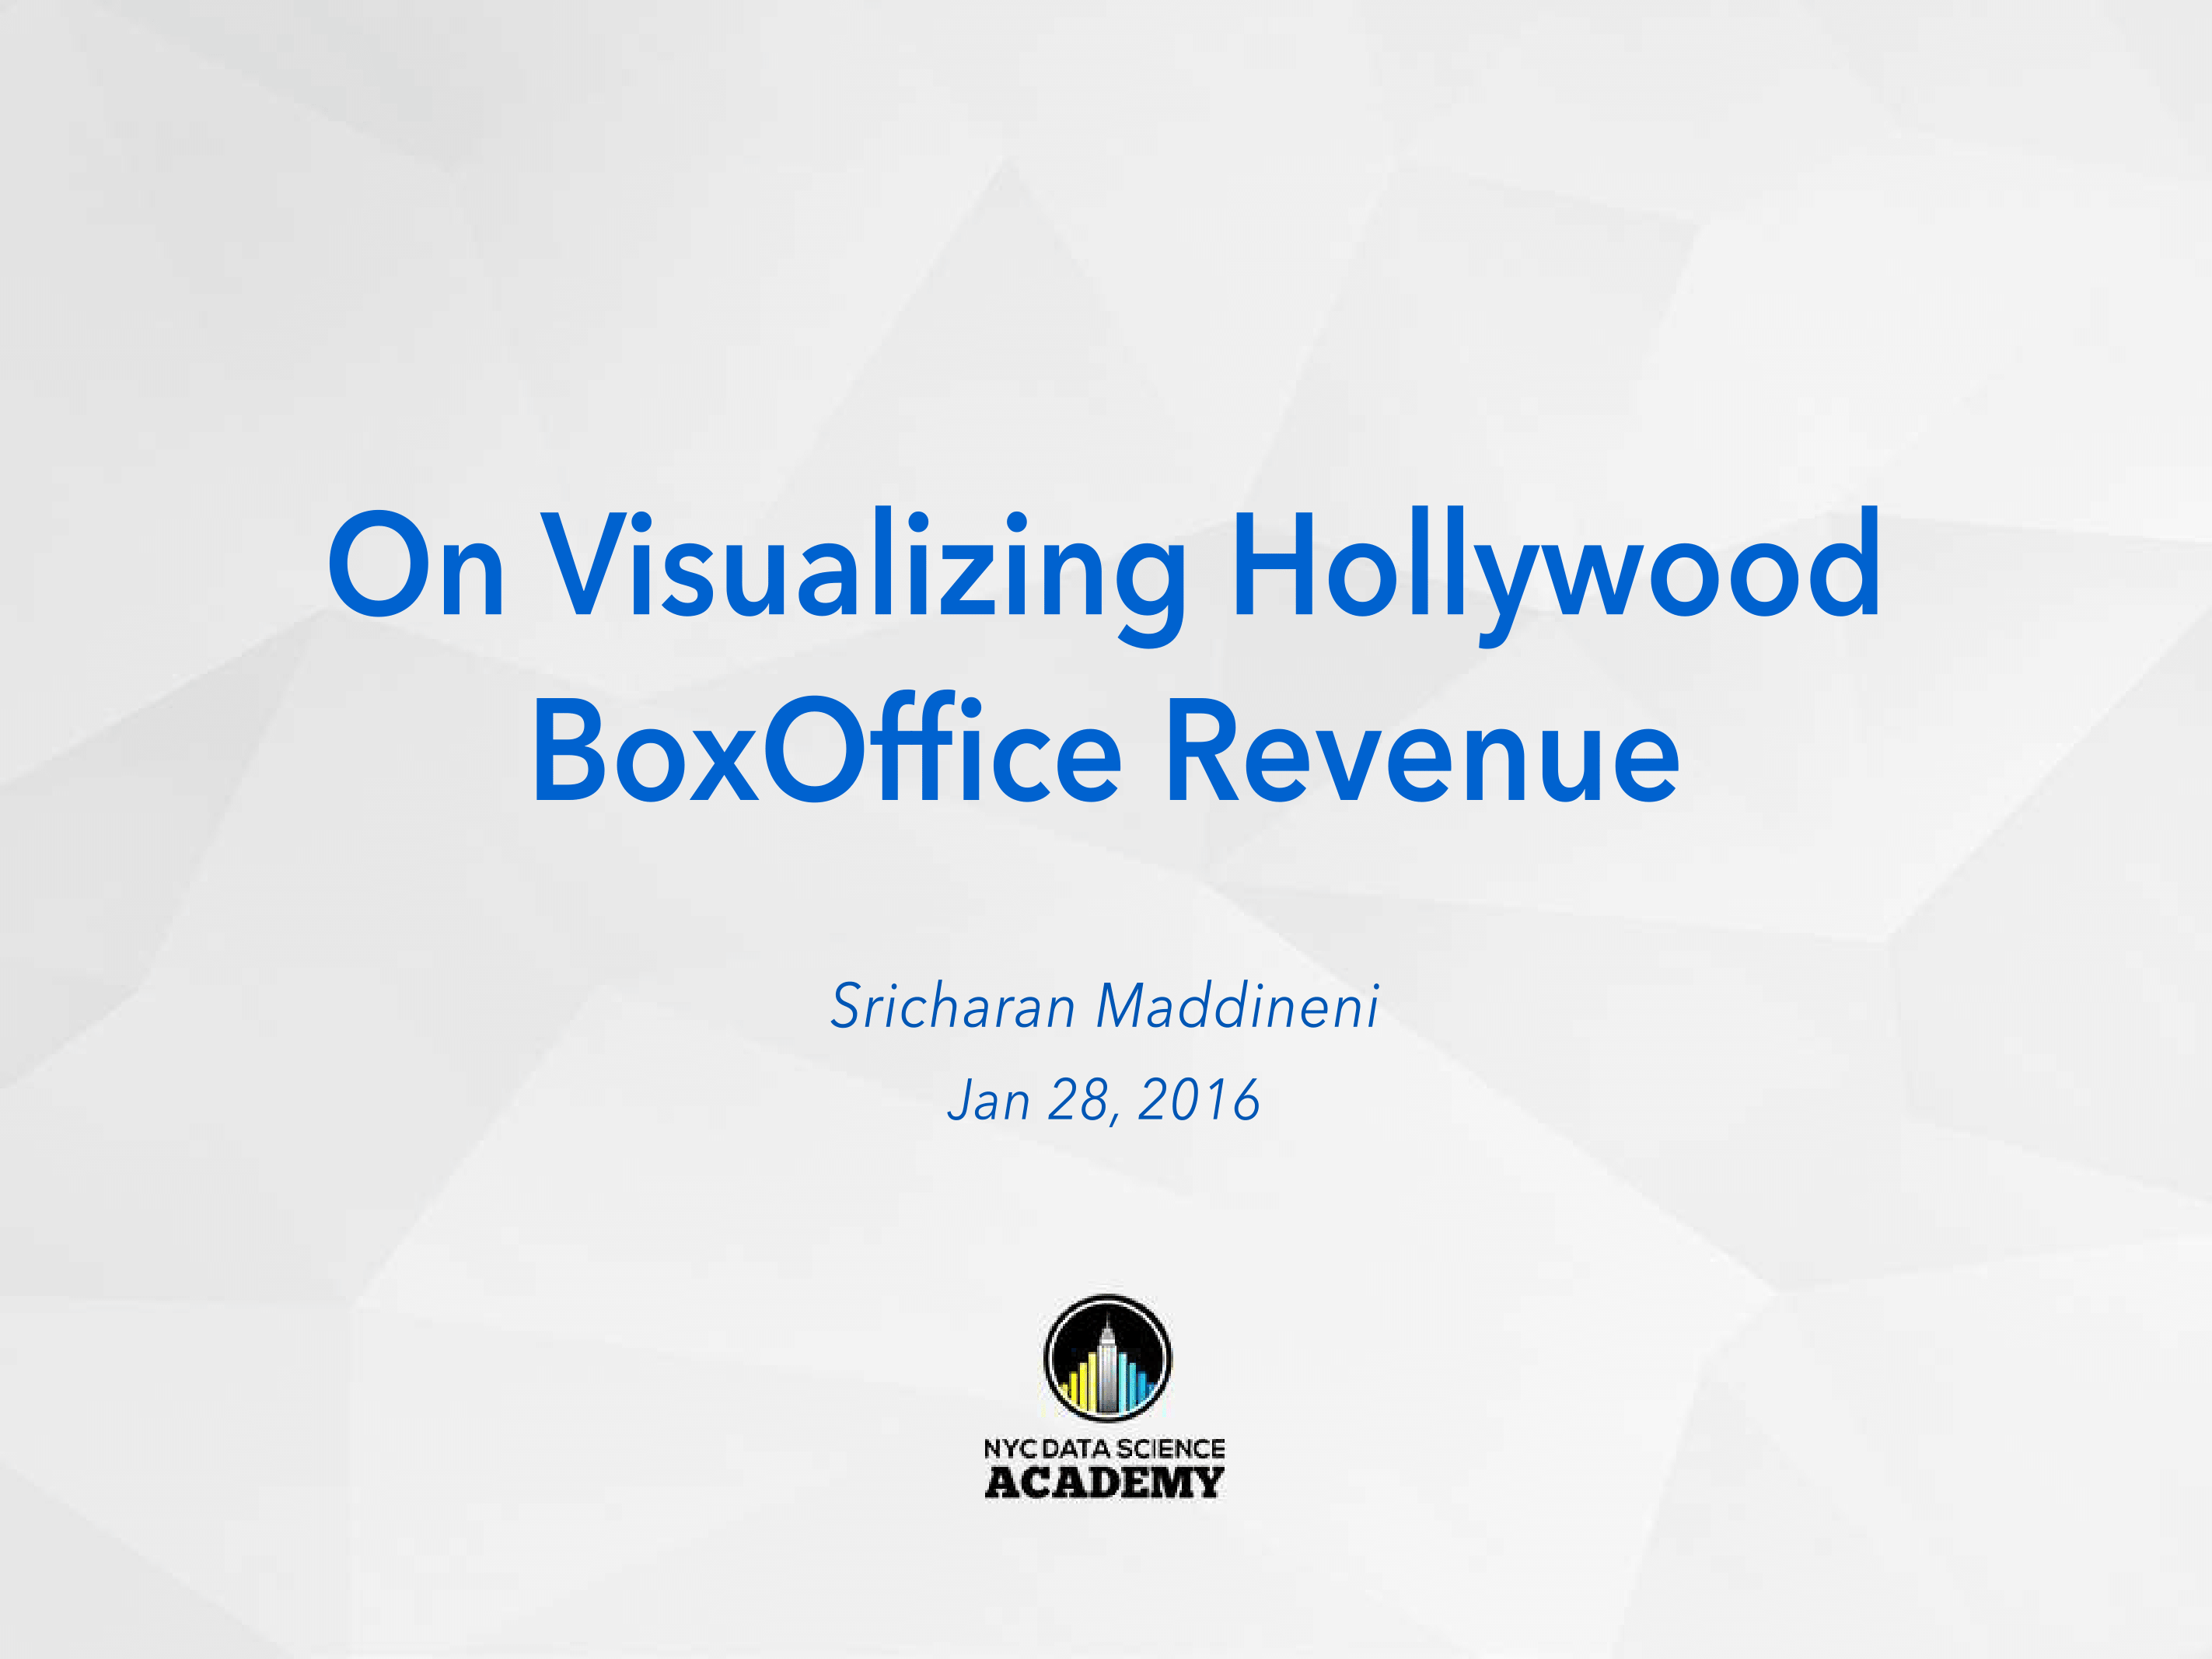 On Visualizing Hollywood
BoxOffice Revenue
Sricharan Maddineni
Jan 28, 2016
NYC DATA SCIENCE
ACADEMY